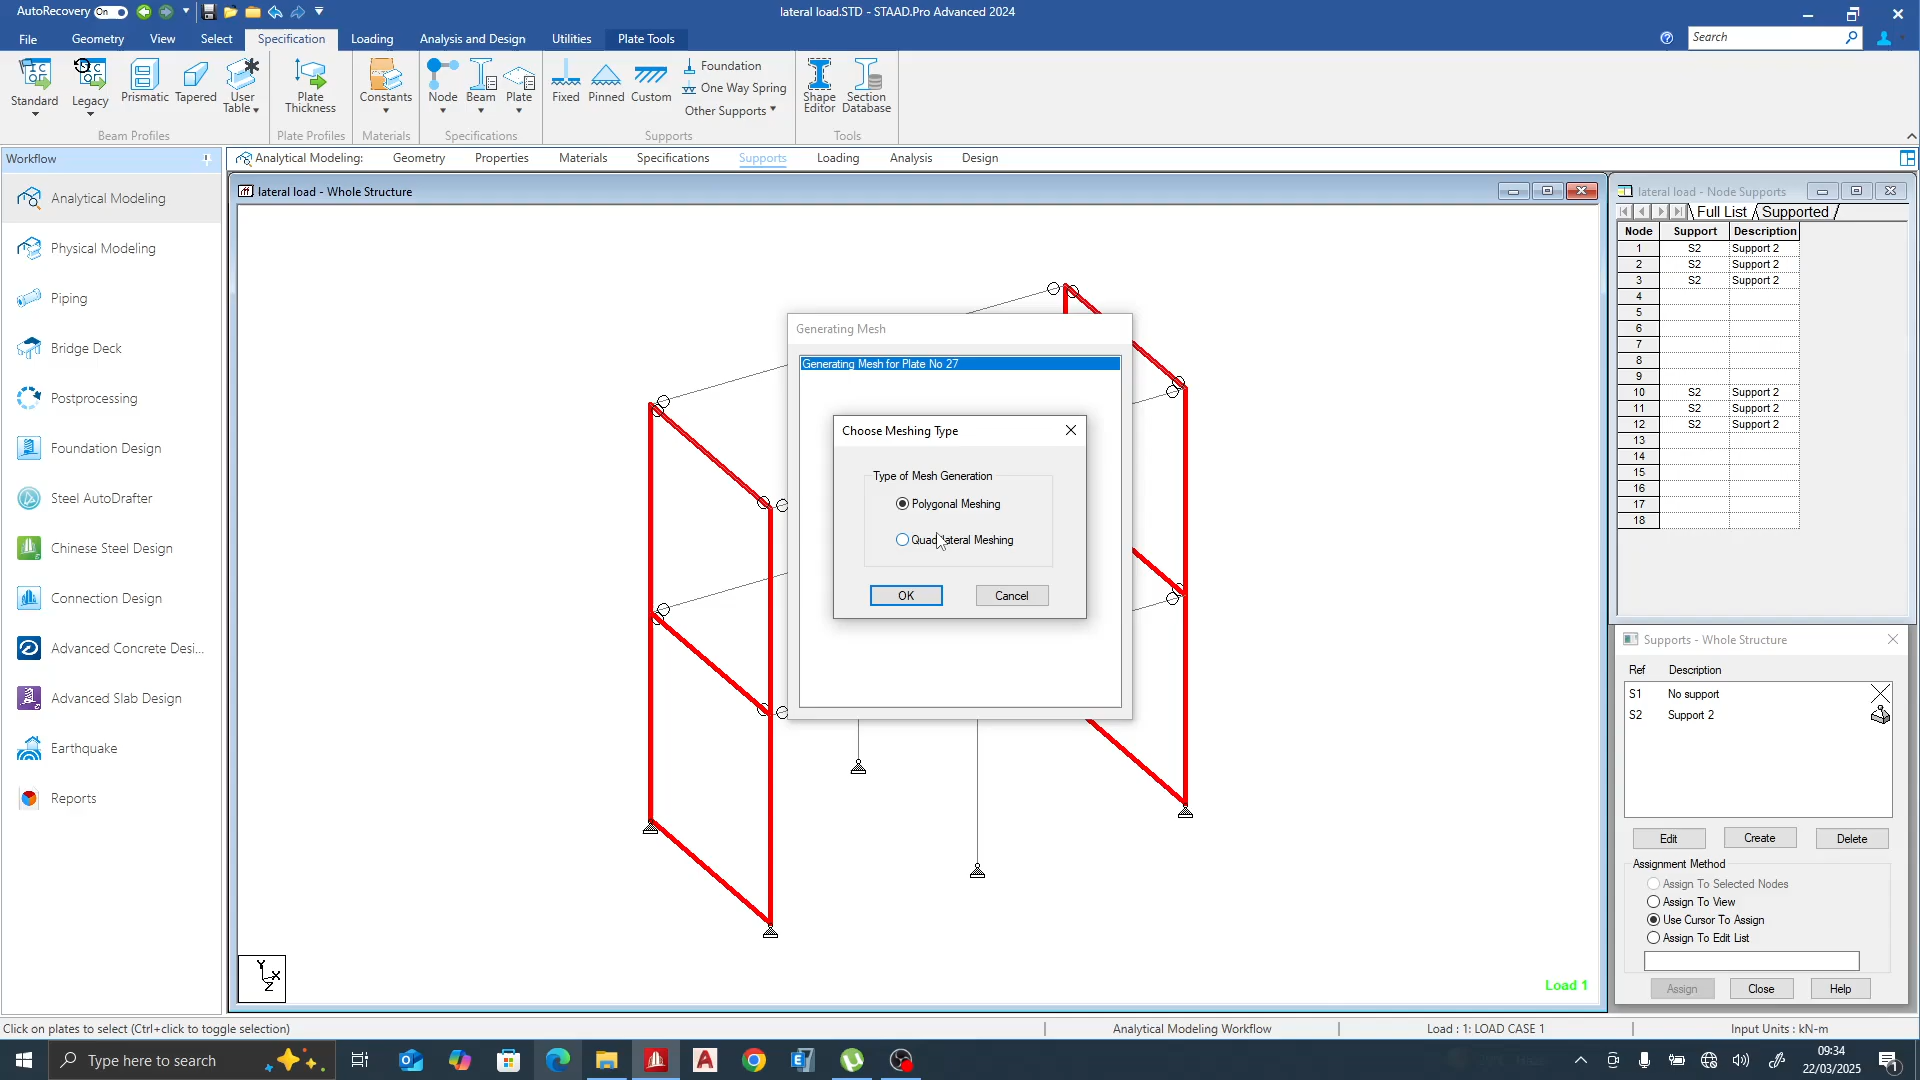 AutoRecovery On
lateral load.STD - STAAD.Pro Advanced 2024
File Geometry View Select Specification Loading Analysis and Design Utilities Plate Tools
Search
Standard Legacy Prismatic Tapered User Table
Plate Thickness
Constants
Node Beam Plate
Fixed Pinned Custom
Foundation
One Way Spring
Other Supports
Shape Editor Section Database
Beam Profiles Plate Profiles Materials Specifications Supports Tools
Workflow
Analytical Modeling: Geometry Properties Materials Specifications Supports Loading Analysis Design
Analytical Modeling
Physical Modeling
Piping
Bridge Deck
Postprocessing
Foundation Design
Steel AutoDrafter
Chinese Steel Design
Connection Design
Advanced Concrete Desi...
Advanced Slab Design
Earthquake
Reports
lateral load - Whole Structure
Generating Mesh
Generating Mesh for Plate No 27
Choose Meshing Type
Type of Mesh Generation
Polygonal Meshing
OK Cancel
Y
X
Z
Load 1
lateral load - Node Supports
Full List Supported
Node Support Description
1 S2 Support 2
2 S2 Support 2
3 S2 Support 2
4
5
6
7
8
9
10 S2 Support 2
11 S2 Support 2
12 S2 Support 2
13
14
15
16
17
18
Supports - Whole Structure
Ref Description
S1 No support
S2 Support 2
Edit Create Delete
Assignment Method
Assign To Selected Nodes
Assign To View
Use Cursor To Assign
Assign To Edit List
Assign Close Help
Click on plates to select (Ctrl+click to toggle selection)
Analytical Modeling Workflow
Load : 1: LOAD CASE 1
Input Units : kN-m
Type here to search
09:34
22/03/2025
1